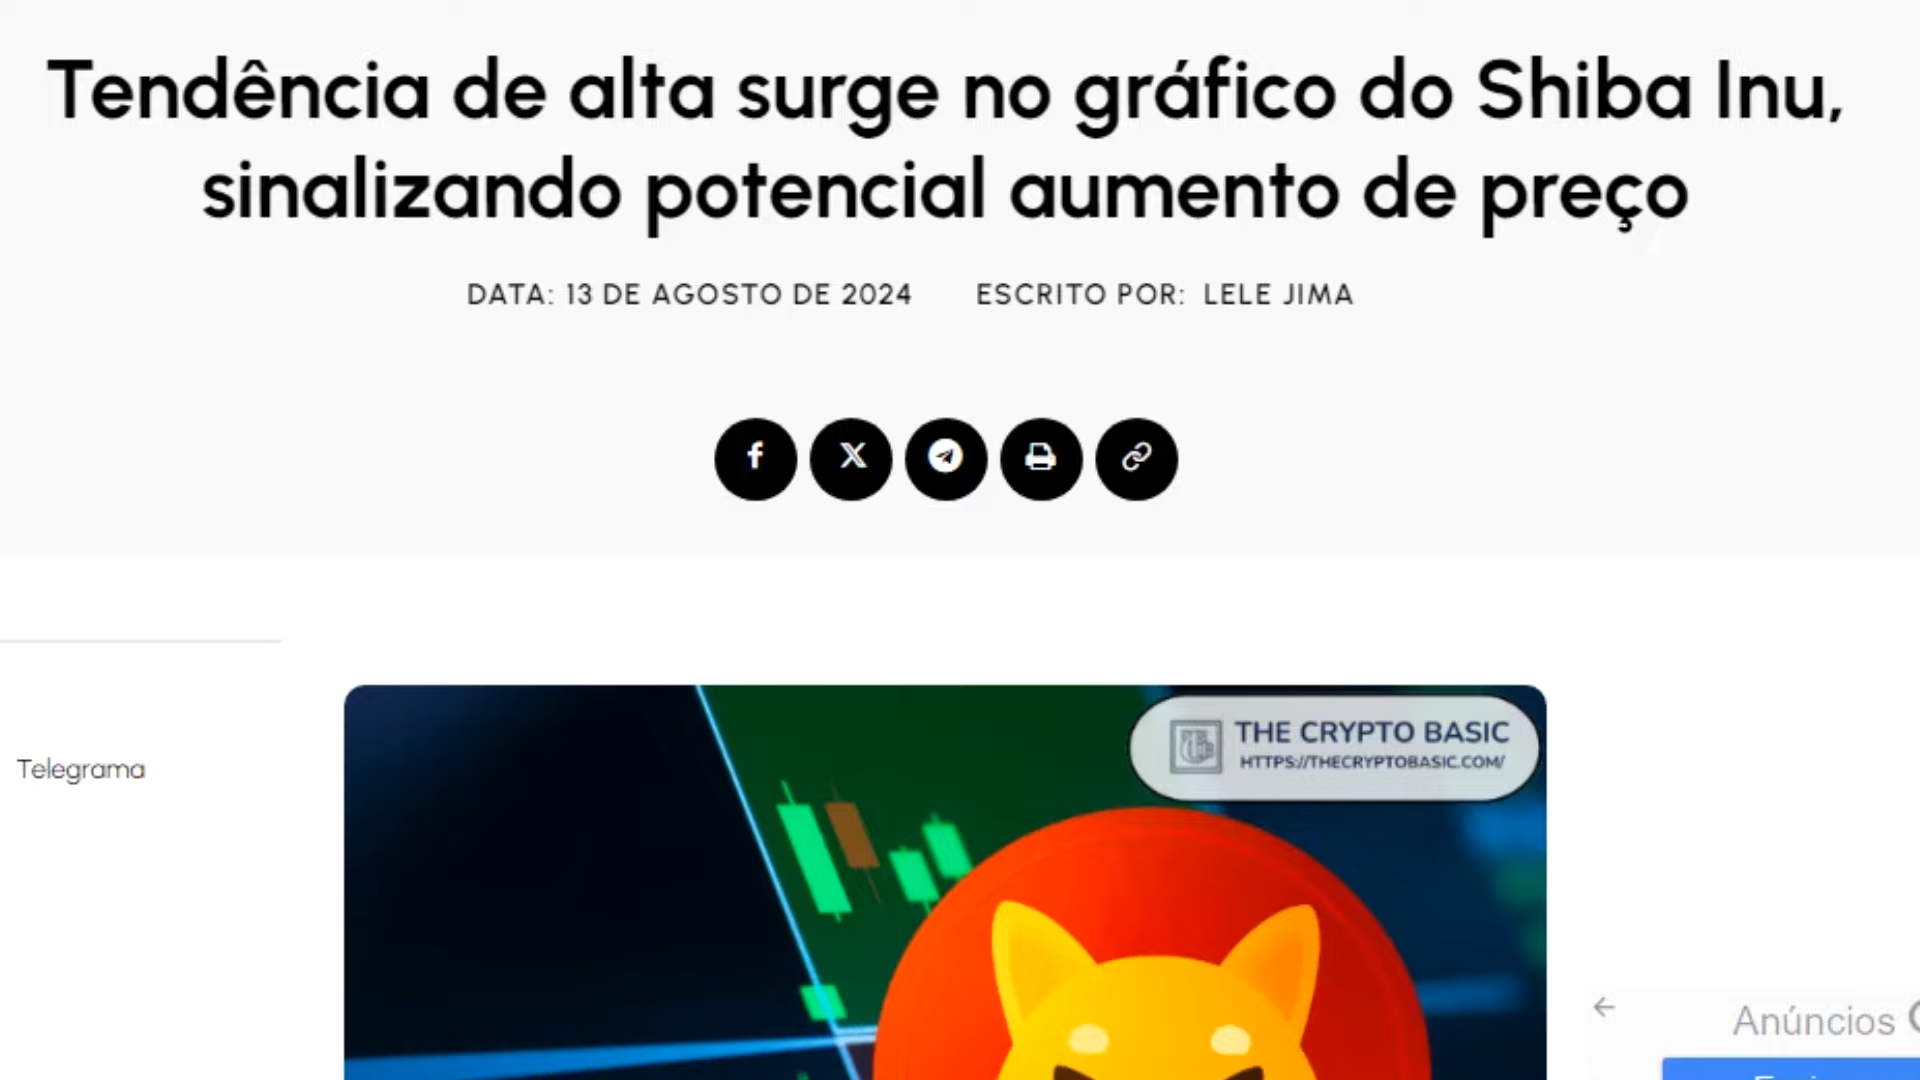 Tendência de alta surge no gráfico do Shiba Inu,
sinalizando potencial aumento de preço
DATA: 13 DE AGOSTO DE 2024 ESCRITO POR: LELE JIMA
Telegrama
THE CRYPTO BASIC
HTTPS://THECRYPTOBASIC.COM/
Anúncios